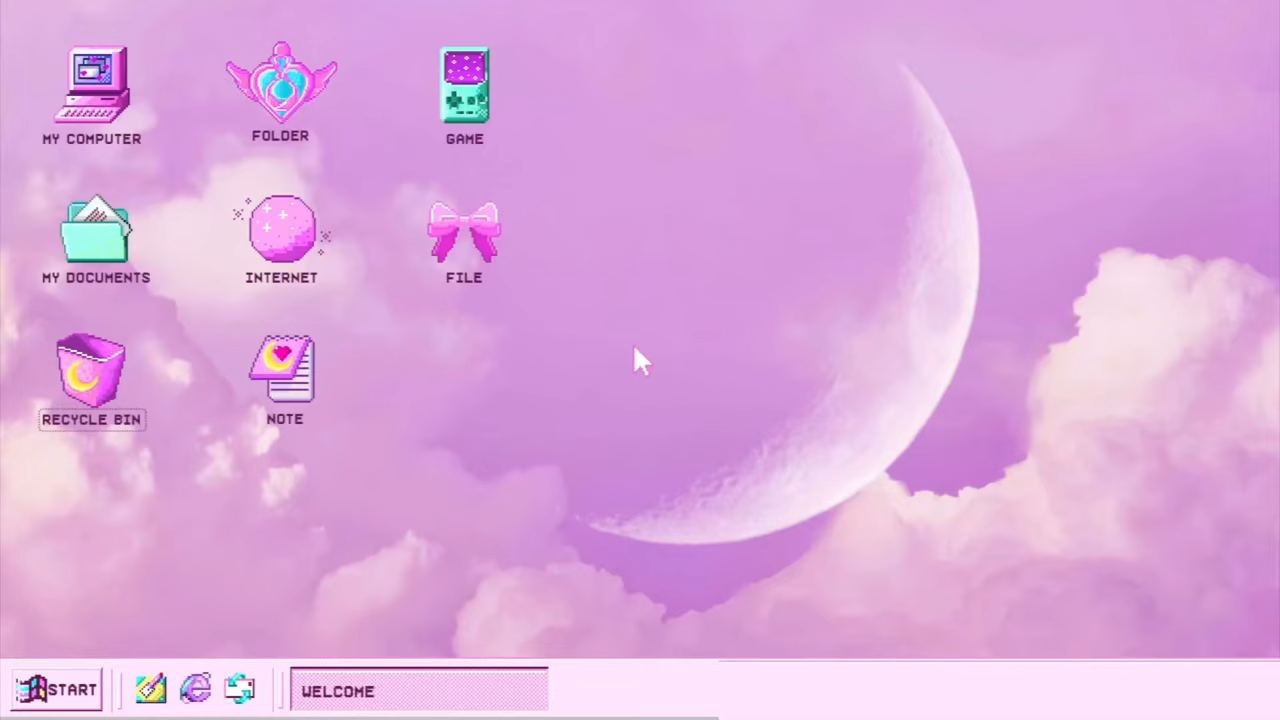 MY COMPUTER
FOLDER
GAME
MY DOCUMENTS
INTERNET
FILE
RECYCLE BIN
NOTE
START
WELCOME